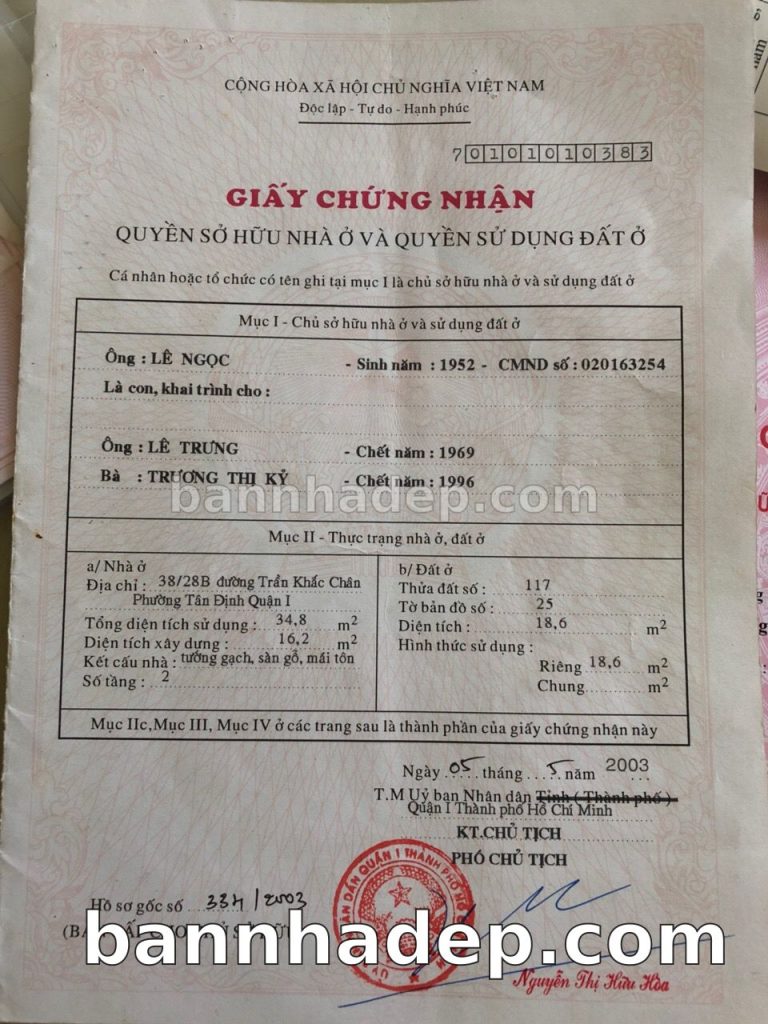 CỘNG HÒA XÃ HỘI CHỦ NGHĨA VIỆT NAM
Độc lập - Tự do - Hạnh phúc
70101010383
GIẤY CHỨNG NHẬN
QUYỀN SỞ HỮU NHÀ Ở VÀ QUYỀN SỬ DỤNG ĐẤT Ở
Cá nhân hoặc tổ chức có tên ghi tại mục I là chủ sở hữu nhà ở và sử dụng đất ở
Mục I - Chủ sở hữu nhà ở và sử dụng đất ở
Ông : LÊ NGỌC - Sinh năm : 1952 - CMND số : 020163254
Là con, khai trình cho :
Ông : LÊ TRƯNG - Chết năm : 1969
Bà : TRƯƠNG THỊ KỶ - Chết năm : 1996
bannhadep.com
Mục II - Thực trạng nhà ở, đất ở
a/ Nhà ở
Địa chỉ : 38/28B đường Trần Khắc Chân
Phường Tân Định Quận I
Tổng diện tích sử dụng : 34,8 m2
Diện tích xây dựng : 16,2 m2
Kết cấu nhà : tường gạch, sàn gỗ, mái tôn
Số tầng : 2
b/ Đất ở
Thửa đất số : 117
Tờ bản đồ số : 25
Diện tích : 18,6 m2
Hình thức sử dụng :
Riêng 18,6 m2
Chung m2
Mục IIc, Mục III, Mục IV ở các trang sau là thành phần của giấy chứng nhận này
Ngày 05 tháng 5 năm 2003
T.M Uỷ ban Nhân dân Tỉnh ( Thành phố )
Quận I Thành phố Hồ Chí Minh
KT.CHỦ TỊCH
PHÓ CHỦ TỊCH
Hồ sơ gốc số 334/2003
bannhadep.com
Nguyễn Thị Hữu Hòa